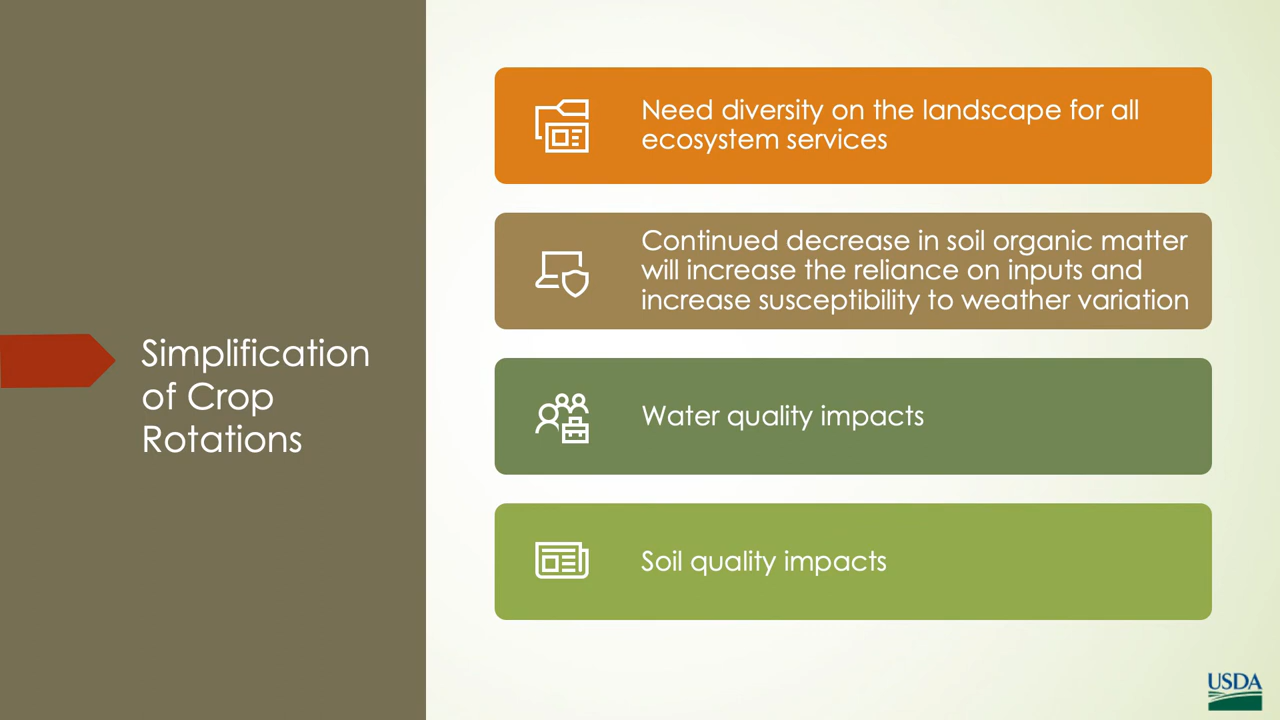 Simplification
of Crop
Rotations
Need diversity on the landscape for all
ecosystem services
Continued decrease in soil organic matter
will increase the reliance on inputs and
increase susceptibility to weather variation
Water quality impacts
Soil quality impacts
USDA